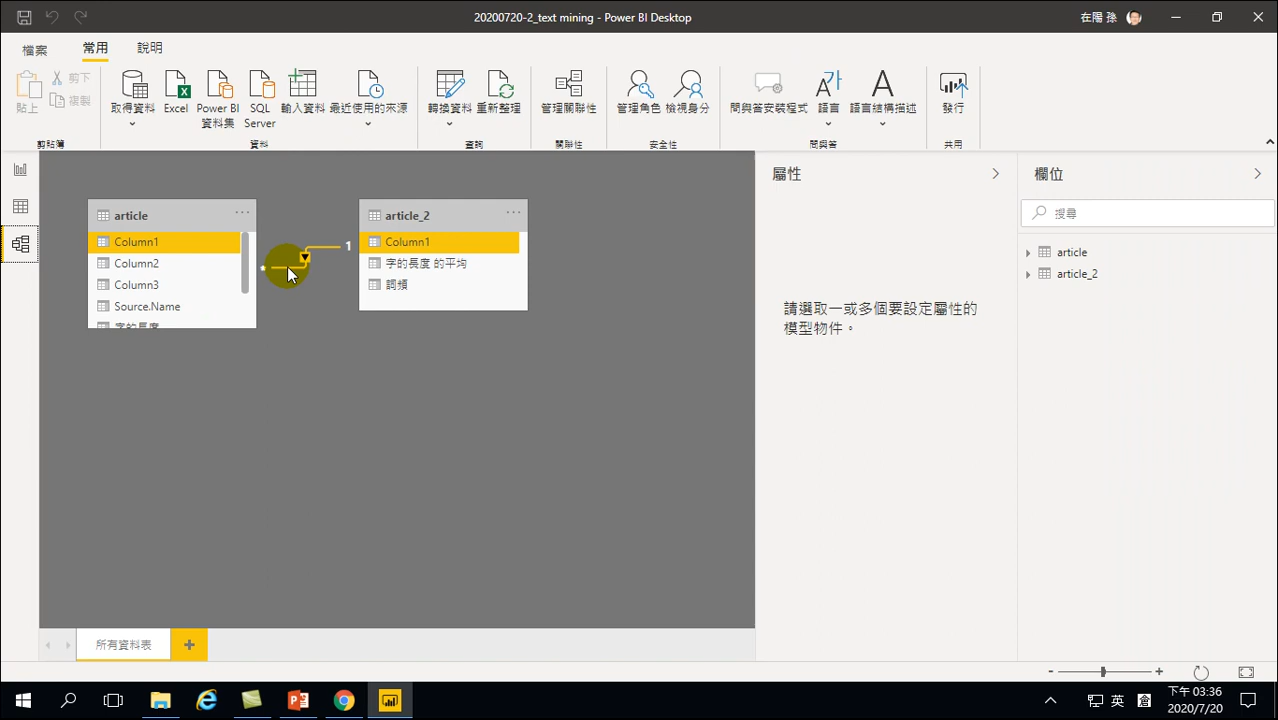 20200720-2_text mining - Power BI Desktop
在陽 孫
檔案
常用
說明
貼上
剪下
複製
剪貼簿
取得資料
Excel
Power BI
資料集
SQL
Server
輸入資料
最近使用的來源
資料
轉換資料
重新整理
查詢
管理關聯性
關聯性
管理角色
檢視身分
安全性
問與答安裝程式
語言
語言結構描述
問與答
發行
共用
article
Column1
Column2
Column3
Source.Name
字的長度
1
article_2
Column1
字的長度 的平均
詞頻
屬性
請選取一或多個要設定屬性的
模型物件。
欄位
搜尋
article
article_2
所有資料表
英
下午 03:36
2020/7/20